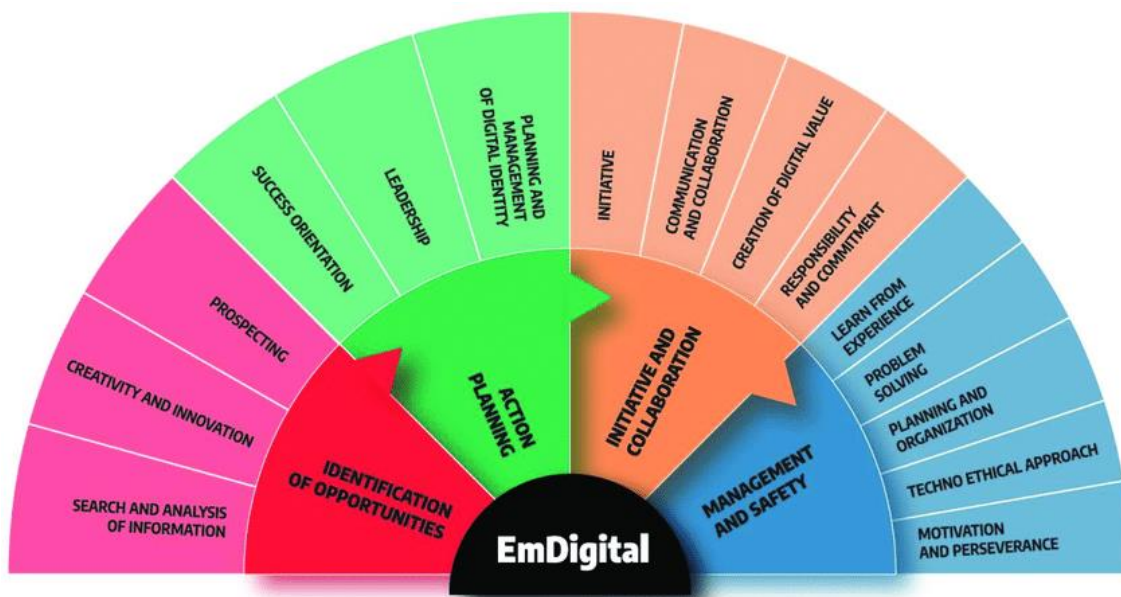 SEARCH AND ANALYSIS
OF INFORMATION
CREATIVITY AND INNOVATION
PROSPECTING
IDENTIFICATION
OF OPPORTUNITIES
SUCCESS ORIENTATION
LEADERSHIP
PLANNING AND
MANAGEMENT
OF DIGITAL IDENTITY
ACTION
PLANNING
INITIATIVE
COMMUNICATION
AND COLLABORATION
CREATION OF DIGITAL VALUE
RESPONSIBILITY
AND COMMITMENT
INITIATIVE AND
COLLABORATION
LEARN FROM
EXPERIENCE
PROBLEM
SOLVING
PLANNING AND
ORGANIZATION
TECHNO ETHICAL APPROACH
MOTIVATION
AND PERSEVERANCE
MANAGEMENT
AND SAFETY
EmDigital